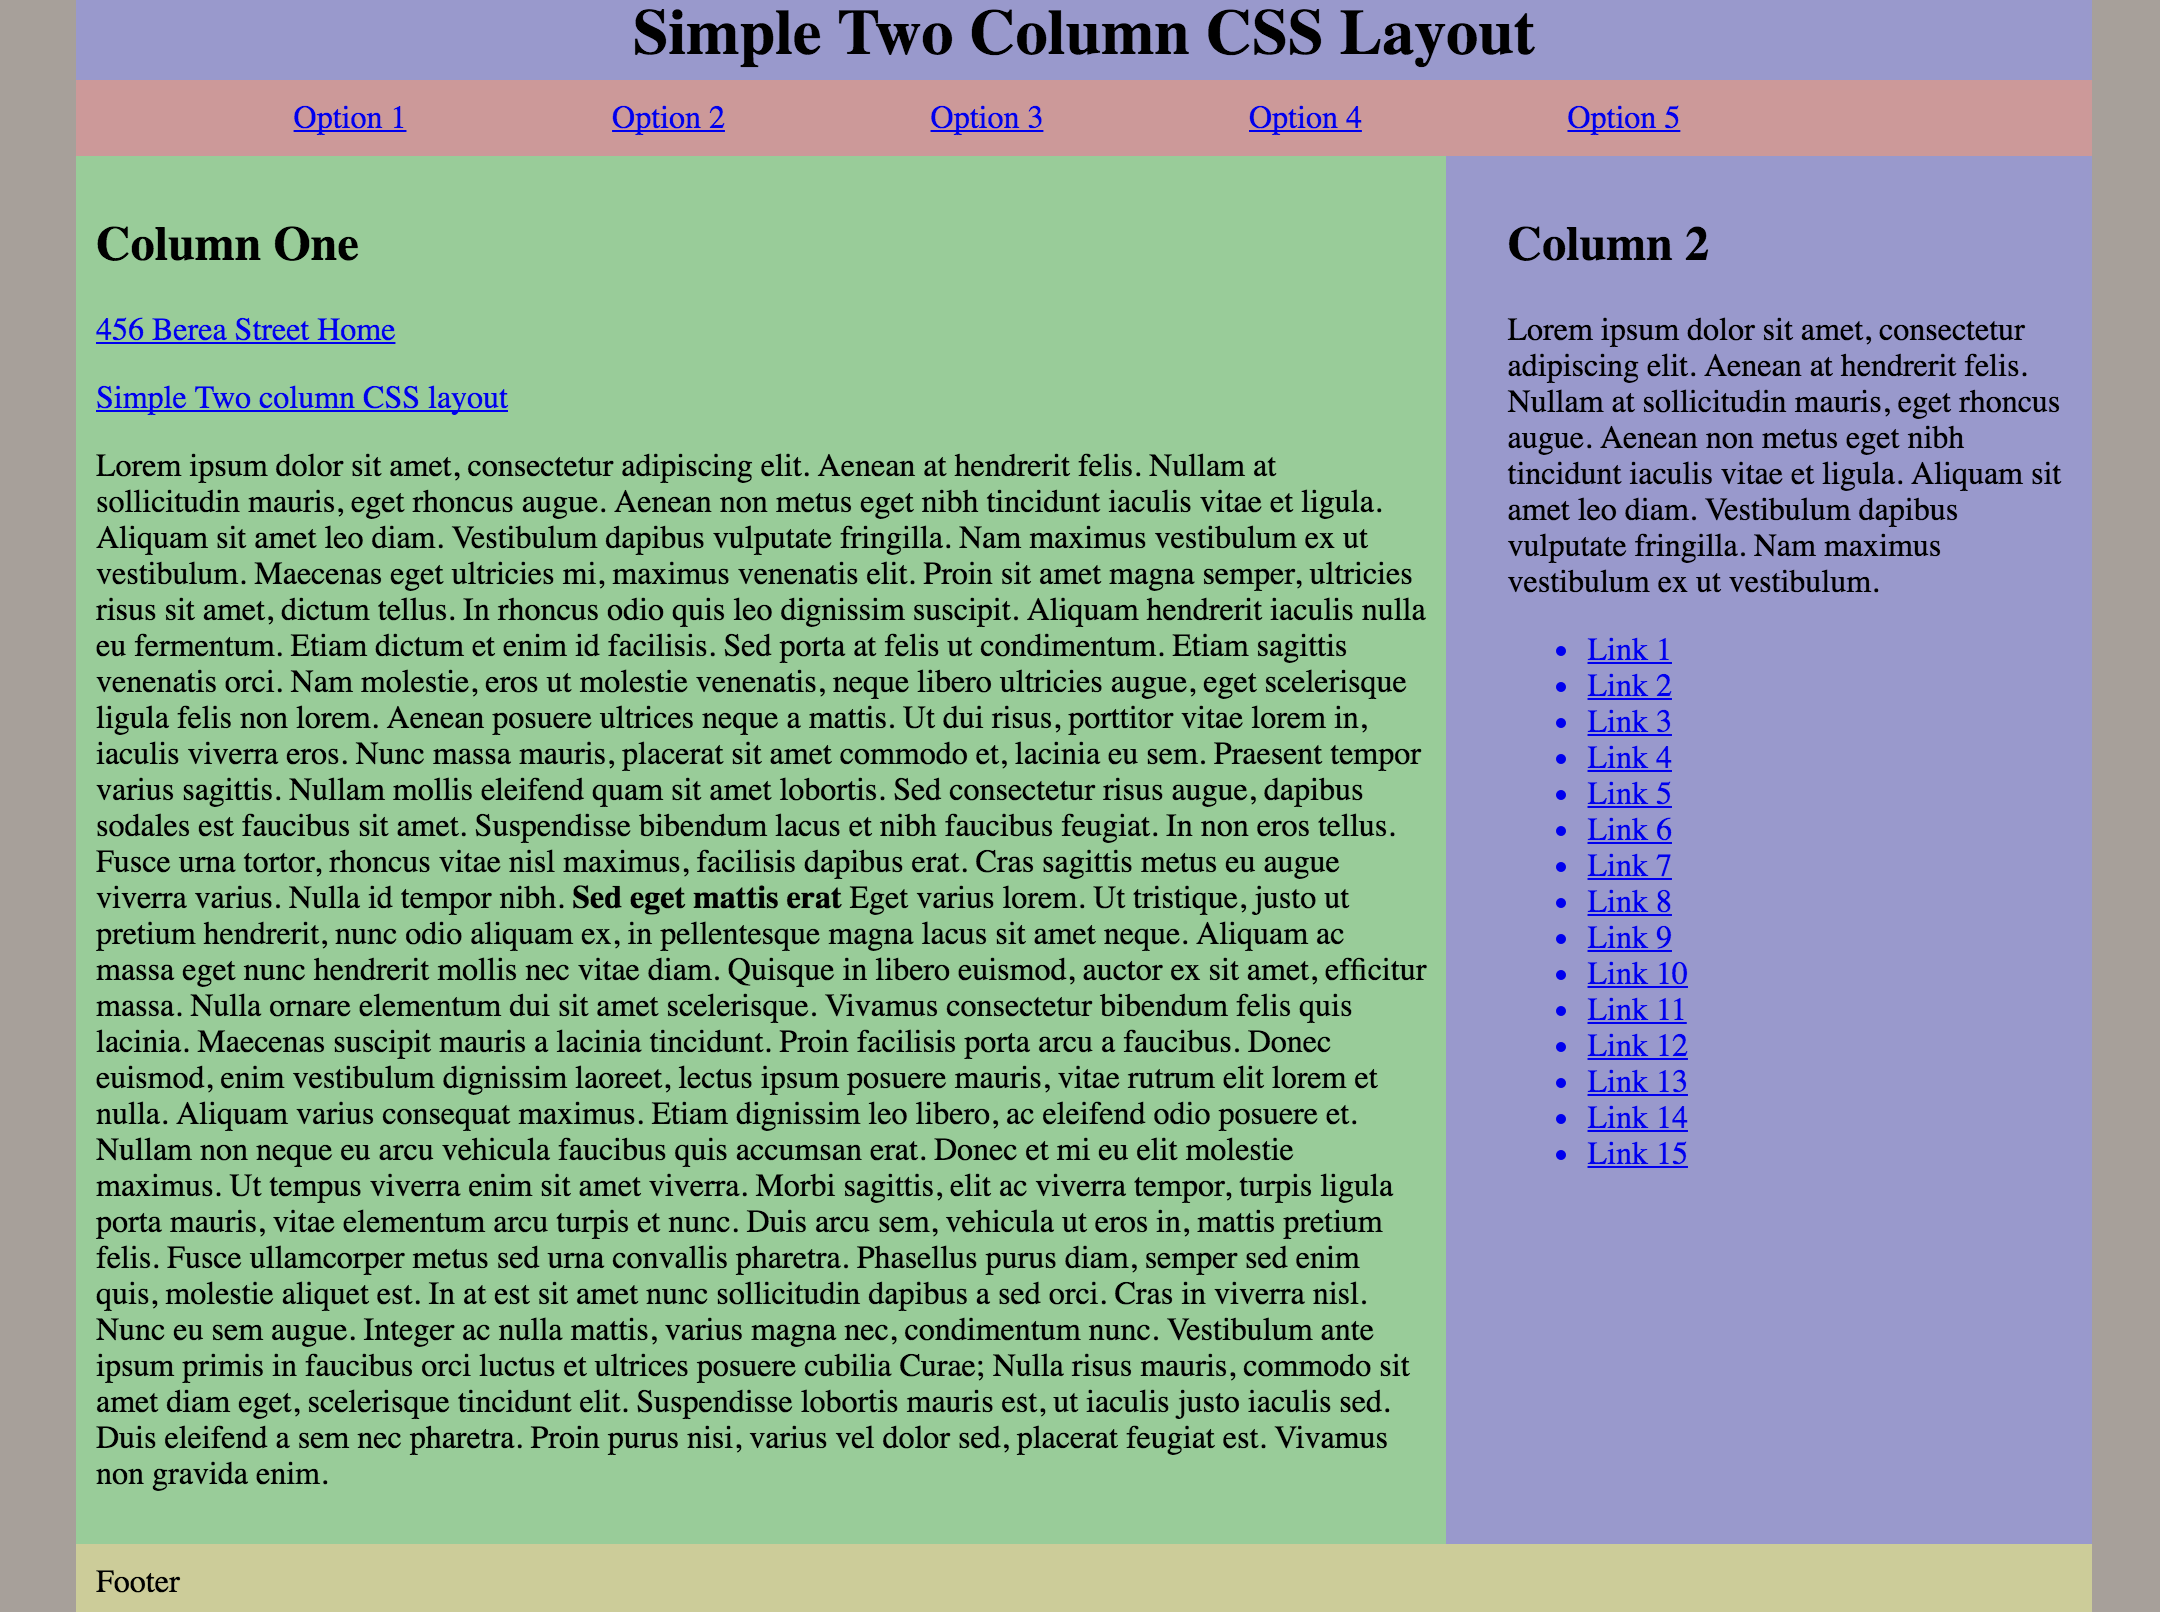 Simple Two Column CSS Layout
Option 1 Option 2 Option 3 Option 4 Option 5
Column One
456 Berea Street Home
Simple Two column CSS layout
Lorem ipsum dolor sit amet, consectetur adipiscing elit. Aenean at hendrerit felis. Nullam at
sollicitudin mauris, eget rhoncus augue. Aenean non metus eget nibh tincidunt iaculis vitae et ligula.
Aliquam sit amet leo diam. Vestibulum dapibus vulputate fringilla. Nam maximus vestibulum ex ut
vestibulum. Maecenas eget ultricies mi, maximus venenatis elit. Proin sit amet magna semper, ultricies
risus sit amet, dictum tellus. In rhoncus odio quis leo dignissim suscipit. Aliquam hendrerit iaculis nulla
eu fermentum. Etiam dictum et enim id facilisis. Sed porta at felis ut condimentum. Etiam sagittis
venenatis orci. Nam molestie, eros ut molestie venenatis, neque libero ultricies augue, eget scelerisque
ligula felis non lorem. Aenean posuere ultrices neque a mattis. Ut dui risus, porttitor vitae lorem in,
iaculis viverra eros. Nunc massa mauris, placerat sit amet commodo et, lacinia eu sem. Praesent tempor
varius sagittis. Nullam mollis eleifend quam sit amet lobortis. Sed consectetur risus augue, dapibus
sodales est faucibus sit amet. Suspendisse bibendum lacus et nibh faucibus feugiat. In non eros tellus.
Fusce urna tortor, rhoncus vitae nisl maximus, facilisis dapibus erat. Cras sagittis metus eu augue
viverra varius. Nulla id tempor nibh. Sed eget mattis erat Eget varius lorem. Ut tristique, justo ut
pretium hendrerit, nunc odio aliquam ex, in pellentesque magna lacus sit amet neque. Aliquam ac
massa eget nunc hendrerit mollis nec vitae diam. Quisque in libero euismod, auctor ex sit amet, efficitur
massa. Nulla ornare elementum dui sit amet scelerisque. Vivamus consectetur bibendum felis quis
lacinia. Maecenas suscipit mauris a lacinia tincidunt. Proin facilisis porta arcu a faucibus. Donec
euismod, enim vestibulum dignissim laoreet, lectus ipsum posuere mauris, vitae rutrum elit lorem et
nulla. Aliquam varius consequat maximus. Etiam dignissim leo libero, ac eleifend odio posuere et.
Nullam non neque eu arcu vehicula faucibus quis accumsan erat. Donec et mi eu elit molestie
maximus. Ut tempus viverra enim sit amet viverra. Morbi sagittis, elit ac viverra tempor, turpis ligula
porta mauris, vitae elementum arcu turpis et nunc. Duis arcu sem, vehicula ut eros in, mattis pretium
felis. Fusce ullamcorper metus sed urna convallis pharetra. Phasellus purus diam, semper sed enim
quis, molestie aliquet est. In at est sit amet nunc sollicitudin dapibus a sed orci. Cras in viverra nisl.
Nunc eu sem augue. Integer ac nulla mattis, varius magna nec, condimentum nunc. Vestibulum ante
ipsum primis in faucibus orci luctus et ultrices posuere cubilia Curae; Nulla risus mauris, commodo sit
amet diam eget, scelerisque tincidunt elit. Suspendisse lobortis mauris est, ut iaculis justo iaculis sed.
Duis eleifend a sem nec pharetra. Proin purus nisi, varius vel dolor sed, placerat feugiat est. Vivamus
non gravida enim.
Column 2
Lorem ipsum dolor sit amet, consectetur
adipiscing elit. Aenean at hendrerit felis.
Nullam at sollicitudin mauris, eget rhoncus
augue. Aenean non metus eget nibh
tincidunt iaculis vitae et ligula. Aliquam sit
amet leo diam. Vestibulum dapibus
vulputate fringilla. Nam maximus
vestibulum ex ut vestibulum.
• Link 1
• Link 2
• Link 3
• Link 4
• Link 5
• Link 6
• Link 7
• Link 8
• Link 9
• Link 10
• Link 11
• Link 12
• Link 13
• Link 14
• Link 15
Footer